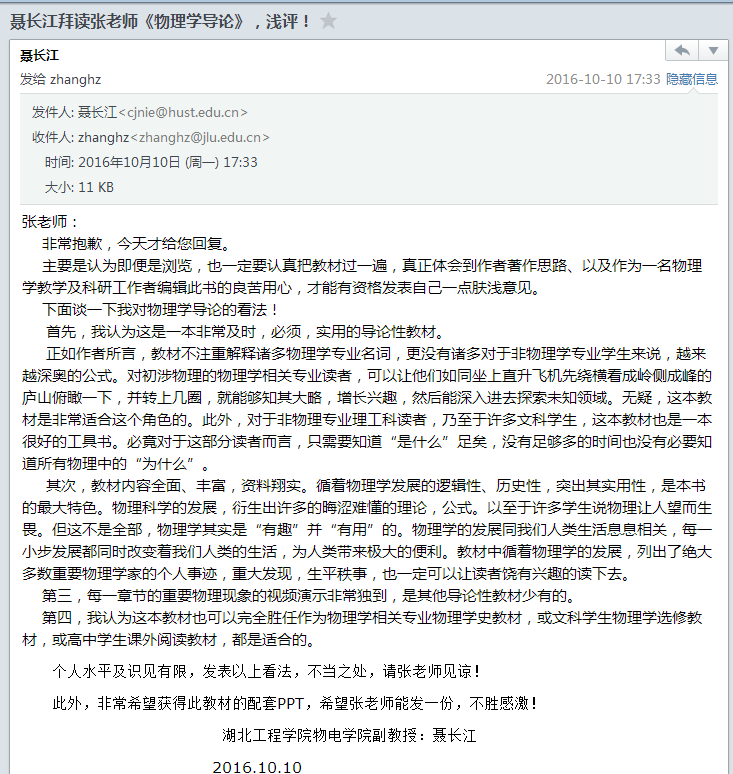 聂长江拜读张老师《物理学导论》，浅评！
聂长江
发给 zhanghz
2016-10-10 17:33 隐藏信息
发件人: 聂长江<cjnie@hust.edu.cn>
收件人: zhanghz<zhanghz@jlu.edu.cn>
时间: 2016年10月10日 (周一) 17:33
大小: 11 KB
张老师：
非常抱歉，今天才给您回复。
主要是认为即便是浏览，也一定要认真把教材过一遍，真正体会到作者著作思路、以及作为一名物理
学教学及科研工作者编辑此书的良苦用心，才能有资格发表自己一点肤浅意见。
下面谈一下我对物理学导论的看法！
首先，我认为这是一本非常及时，必须，实用的导论性教材。
正如作者所言，教材不注重解释诸多物理学专业名词，更没有诸多对于非物理学专业学生来说，越来
越深奥的公式。对初涉物理的物理学相关专业读者，可以让他们如同坐上直升飞机先绕横看成岭侧成峰的
庐山俯瞰一下，并转上几圈，就能够知其大略，增长兴趣，然后能深入进去探索未知领域。无疑，这本教
材是非常适合这个角色的。此外，对于非物理专业理工科读者，乃至于许多文科学生，这本教材也是一本
很好的工具书。必竟对于这部分读者而言，只需要知道“是什么”足矣，没有足够多的时间也没有必要知
道所有物理中的“为什么”。
其次，教材内容全面、丰富，资料翔实。循着物理学发展的逻辑性、历史性，突出其实用性，是本书
的最大特色。物理科学的发展，衍生出许多的晦涩难懂的理论，公式。以至于许多学生说物理让人望而生
畏。但这不是全部，物理学其实是“有趣”并“有用”的。物理学的发展同我们人类生活息息相关，每一
小步发展都同时改变着我们人类的生活，为人类带来极大的便利。教材中循着物理学的发展，列出了绝大
多数重要物理学家的个人事迹，重大发现，生平秩事，也一定可以让读者饶有兴趣的读下去。
第三，每一章节的重要物理现象的视频演示非常独到，是其他导论性教材少有的。
第四，我认为这本教材也可以完全胜任作为物理学相关专业物理学史教材，或文科学生物理学选修教
材，或高中学生课外阅读教材，都是适合的。
个人水平及识见有限，发表以上看法，不当之处，请张老师见谅！
此外，非常希望获得此教材的配套PPT，希望张老师能发一份，不胜感激！
湖北工程学院物电学院副教授：聂长江
2016.10.10